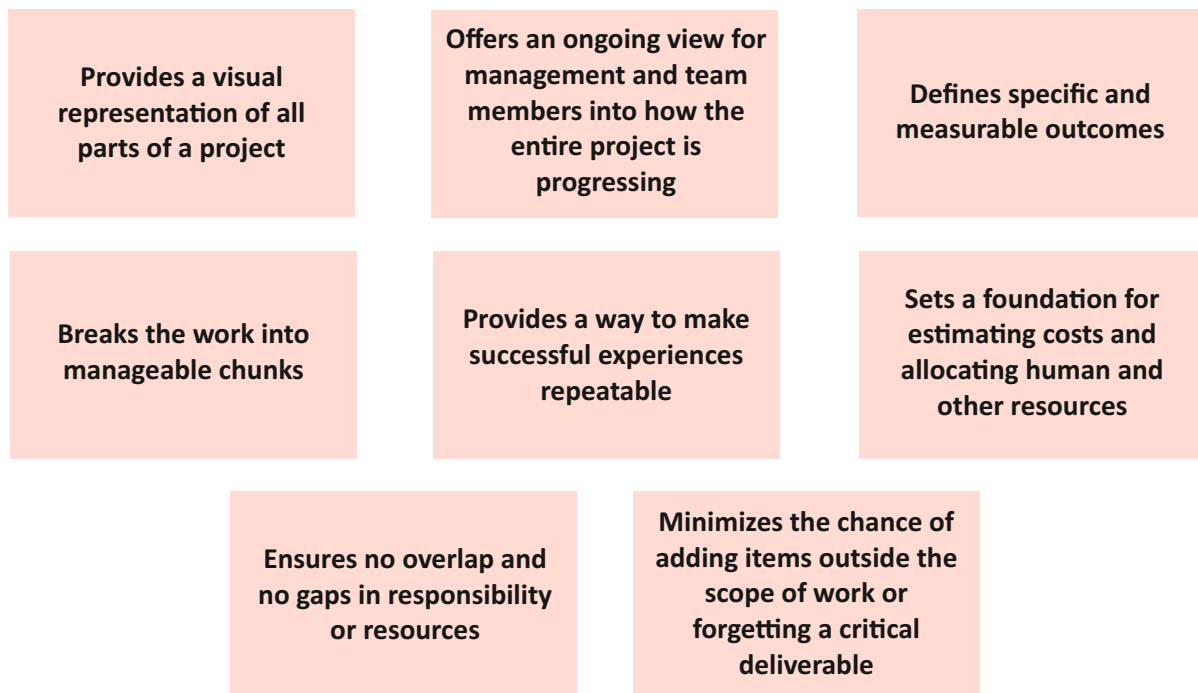 Provides a visual
representation of all
parts of a project
Offers an ongoing view for
management and team
members into how the
entire project is
progressing
Defines specific and
measurable outcomes
Breaks the work into
manageable chunks
Provides a way to make
successful experiences
repeatable
Sets a foundation for
estimating costs and
allocating human and
other resources
Ensures no overlap and
no gaps in responsibility
or resources
Minimizes the chance of
adding items outside the
scope of work or
forgetting a critical
deliverable